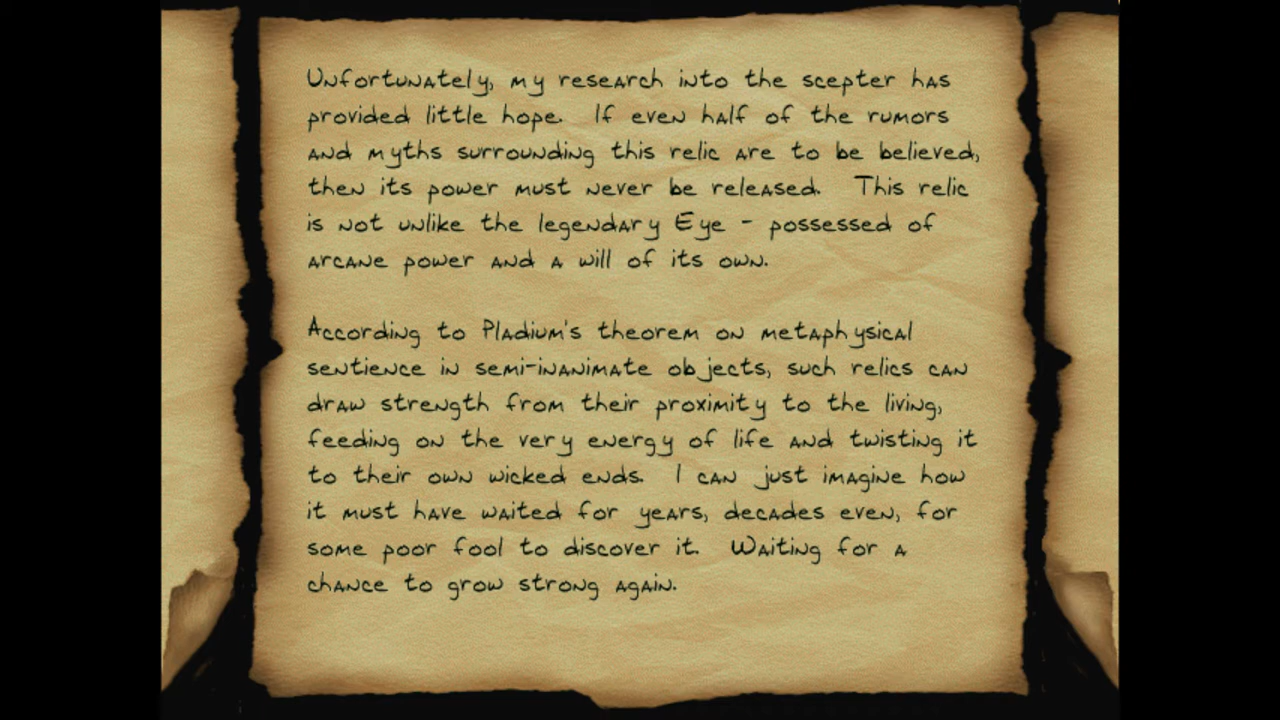 Unfortunately, my research into the scepter has
provided little hope.  If even half of the rumors
and myths surrounding this relic are to be believed,
then its power must never be released.  This relic
is not unlike the legendary Eye - possessed of
arcane power and a will of its own.

According to Pladium's theorem on metaphysical
sentience in semi-inanimate objects, such relics can
draw strength from their proximity to the living,
feeding on the very energy of life and twisting it
to their own wicked ends.  I can just imagine how
it must have waited for years, decades even, for
some poor fool to discover it.  Waiting for a
chance to grow strong again.